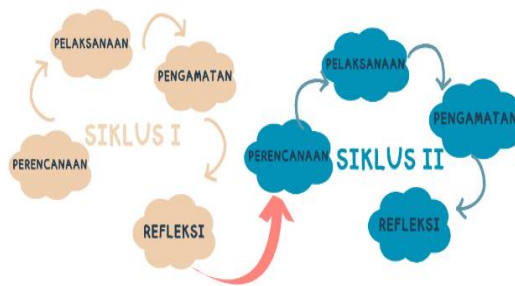 PELAKSANAAN
PENGAMATAN
SIKLUS I
PERENCANAAN
REFLEKSI
PELAKSANAAN
PENGAMATAN
PERENCANAAN
SIKLUS II
REFLEKSI